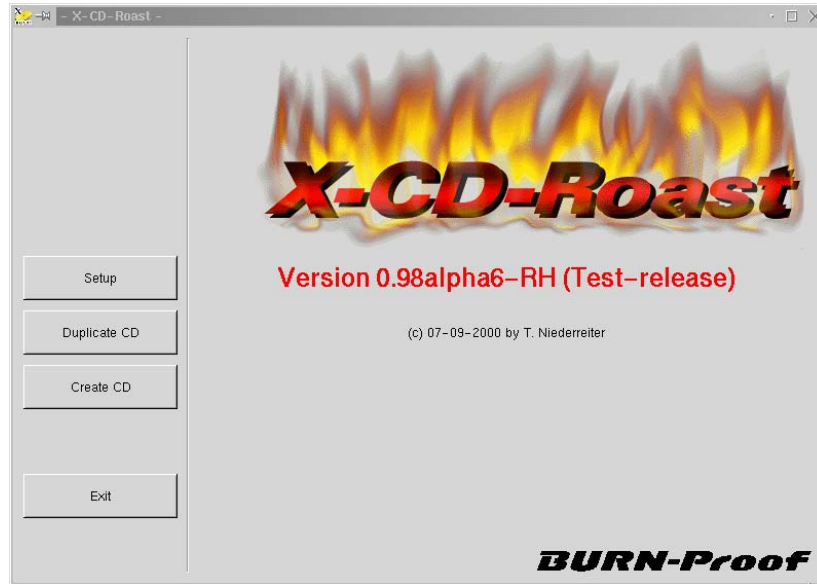 - X-CD-Roast -
X-CD-Roast
Version 0.98alpha6-RH (Test-release)
(c) 07-09-2000 by T. Niederreiter
Setup
Duplicate CD
Create CD
Exit
BURN-Proof